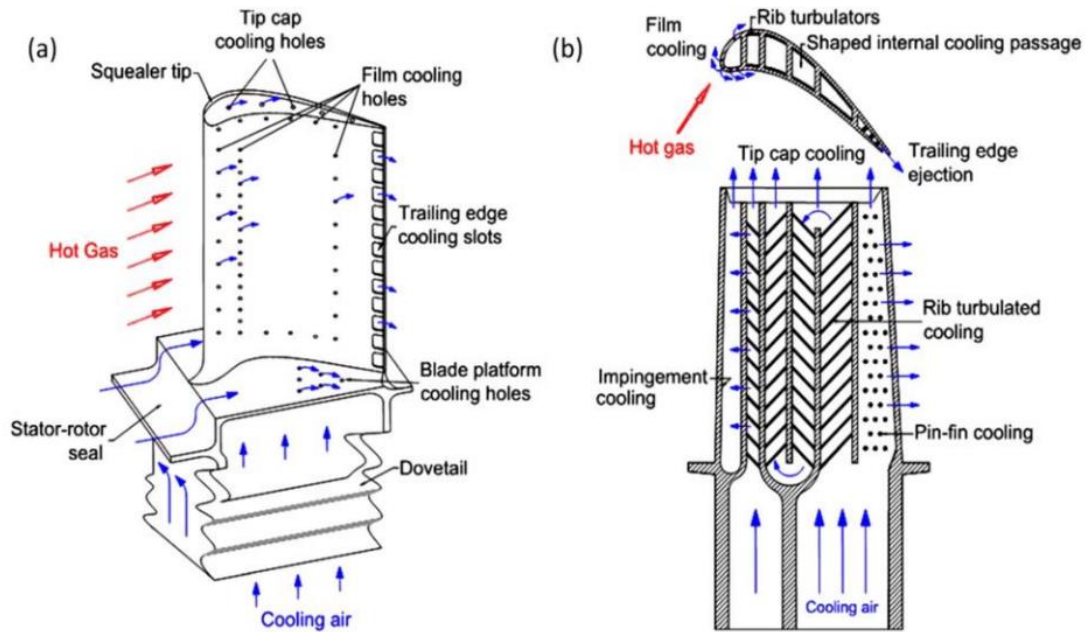 (a)
Tip cap
cooling holes
Squealer tip
Film cooling
holes
Hot Gas
Trailing edge
cooling slots
Blade platform
cooling holes
Stator-rotor
seal
Dovetail
Cooling air
(b)
Film
cooling
Rib turbulators
Shaped internal cooling passage
Hot gas
Tip cap cooling
Trailing edge
ejection
Rib turbulated
cooling
Impingement
cooling
Pin-fin cooling
Cooling air